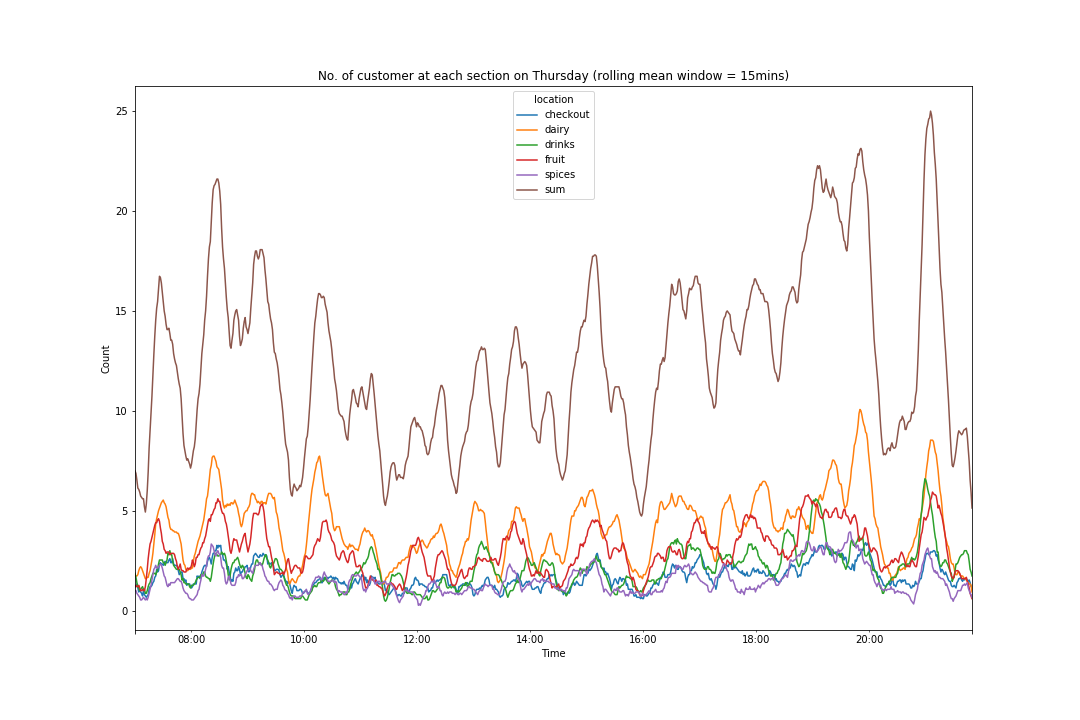 No. of customer at each section on Thursday (rolling mean window = 15mins)
location
checkout
dairy
drinks
fruit
spices
sum
25
20
15
10
5
0
Count
08:00 10:00 12:00 14:00 16:00 18:00 20:00
Time